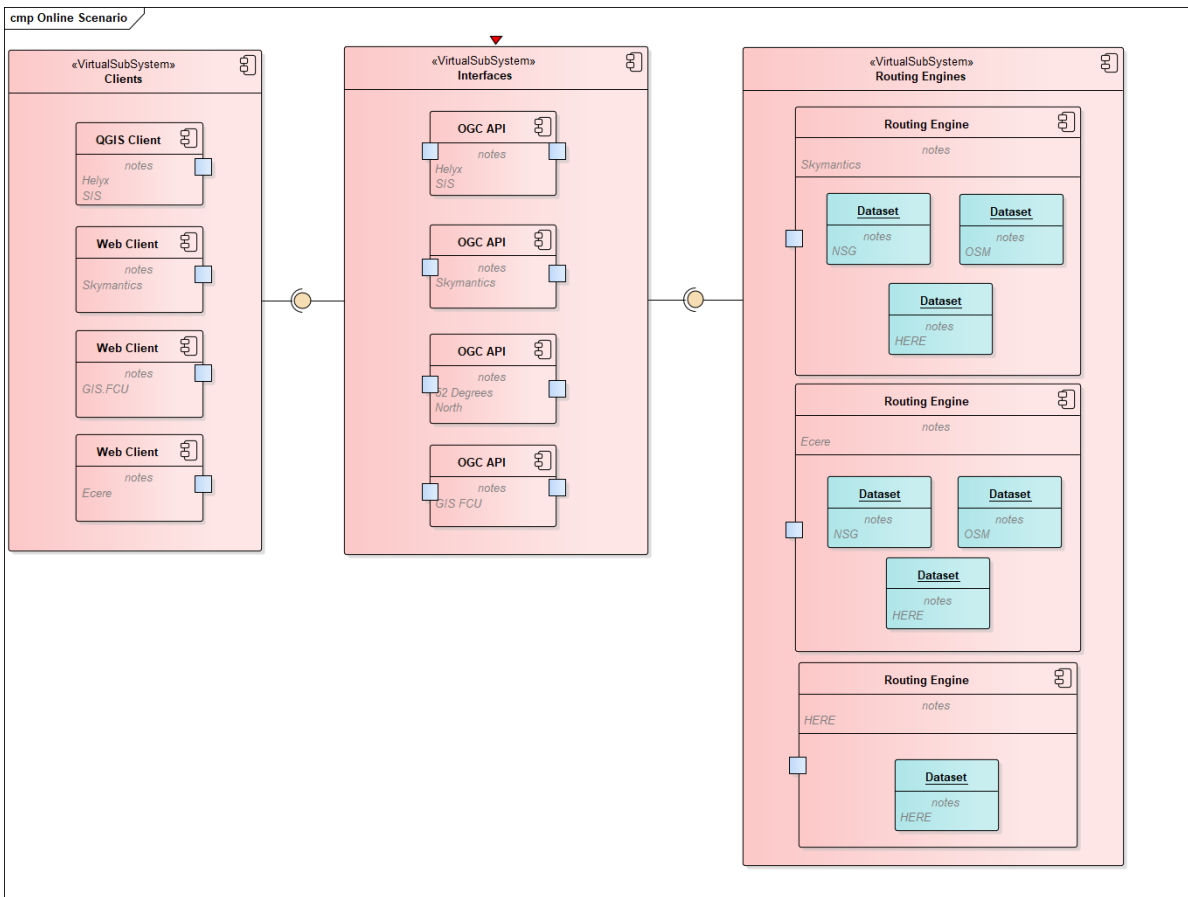 cmp Online Scenario
«VirtualSubSystem»
Clients
QGIS Client
notes
Helyx
SIS
Web Client
notes
Skymantics
Web Client
notes
GIS.FCU
Web Client
notes
Ecere
«VirtualSubSystem»
Interfaces
OGC API
notes
Helyx
SIS
OGC API
notes
Skymantics
OGC API
notes
52 Degrees
North
OGC API
notes
GIS FCU
«VirtualSubSystem»
Routing Engines
Routing Engine
notes
Skymantics
Dataset
notes
NSG
Dataset
notes
OSM
Dataset
notes
HERE
Routing Engine
notes
Ecere
Dataset
notes
NSG
Dataset
notes
OSM
Dataset
notes
HERE
Routing Engine
notes
HERE
Dataset
notes
HERE